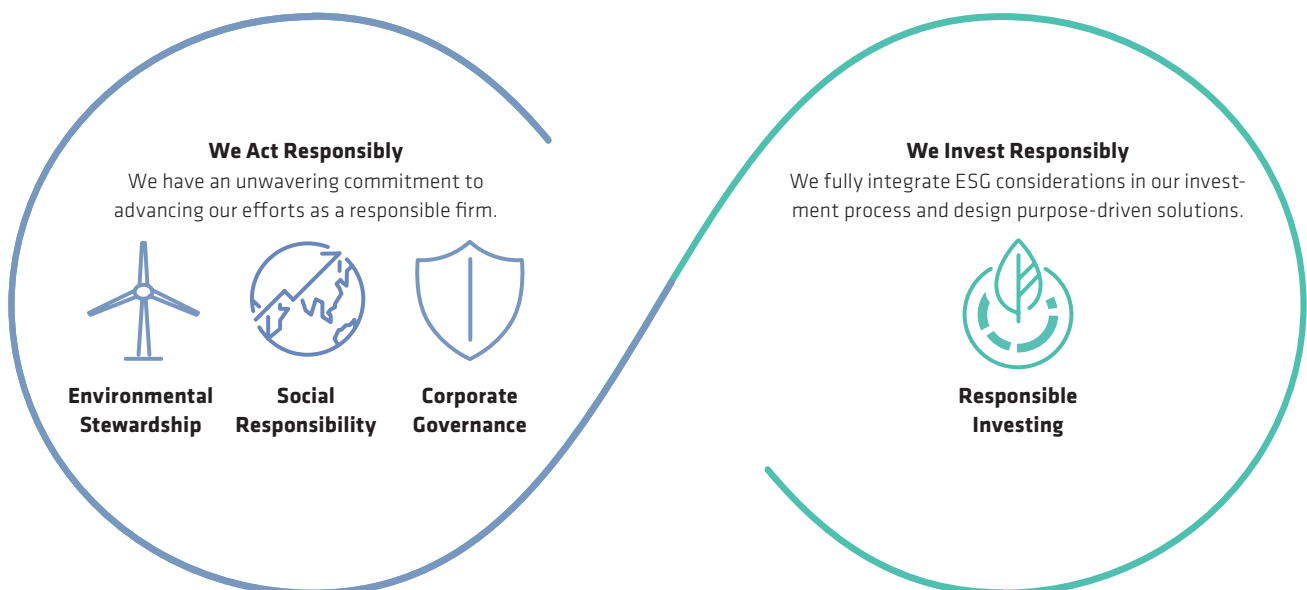 We Act Responsibly
We have an unwavering commitment to
advancing our efforts as a responsible firm.
Environmental
Stewardship
Social
Responsibility
Corporate
Governance
We Invest Responsibly
We fully integrate ESG considerations in our invest-
ment process and design purpose-driven solutions.
Responsible
Investing